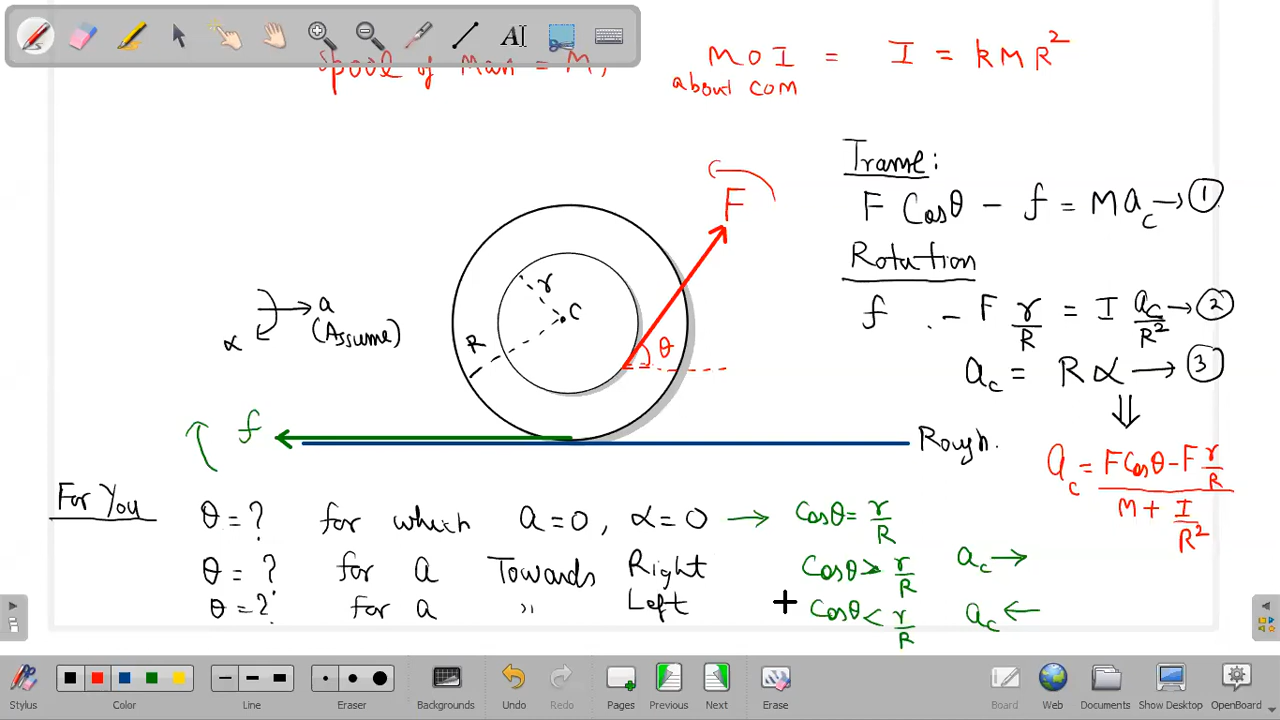 Spool of Mass = M,
MOI = I = kMR²
about COM
Trans:
F Cosθ - f = Ma_c → ①
Rotation
f - F r/R = I a_c/R² → ②
a_c = Rα → ③
⇓
a_c = (F Cosθ - F r/R)/(M + I/R²)
F
r
C
R
θ
a
(Assume)
α
f
Rough.
For You
θ = ? for which a = 0, α = 0 → Cosθ = r/R
θ = ? for a Towards Right Cosθ > r/R a_c →
θ = ? for a " Left Cosθ < r/R a_c ←
Color
Line
Eraser
Backgrounds
Undo
Pages
Previous
Next
Erase
Board
Web
Documents
Show Desktop
OpenBoard